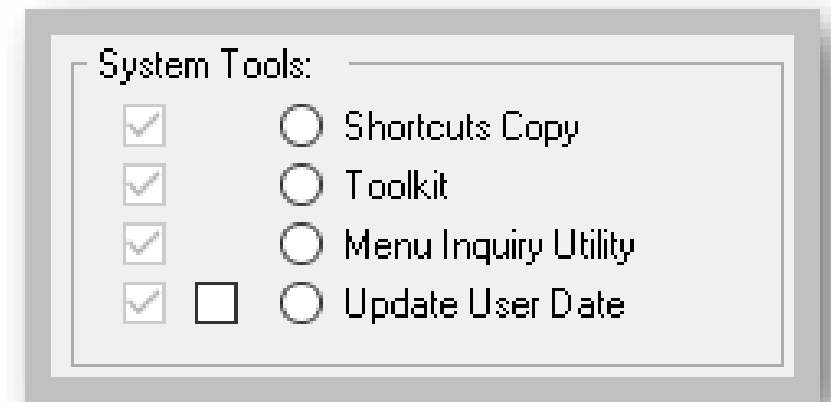 System Tools:
Shortcuts Copy
Toolkit
Menu Inquiry Utility
Update User Date